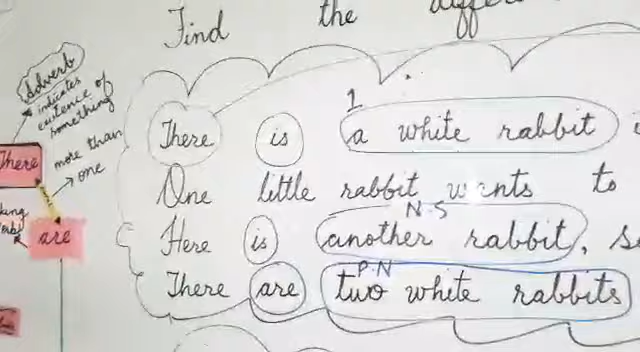 Find the
Adverb
indicates
existence of
something
more than
one
There
are
1
There is a white rabbit
One little rabbit wants to
N.S
Here is another rabbit,
P.N
There are two white rabbits